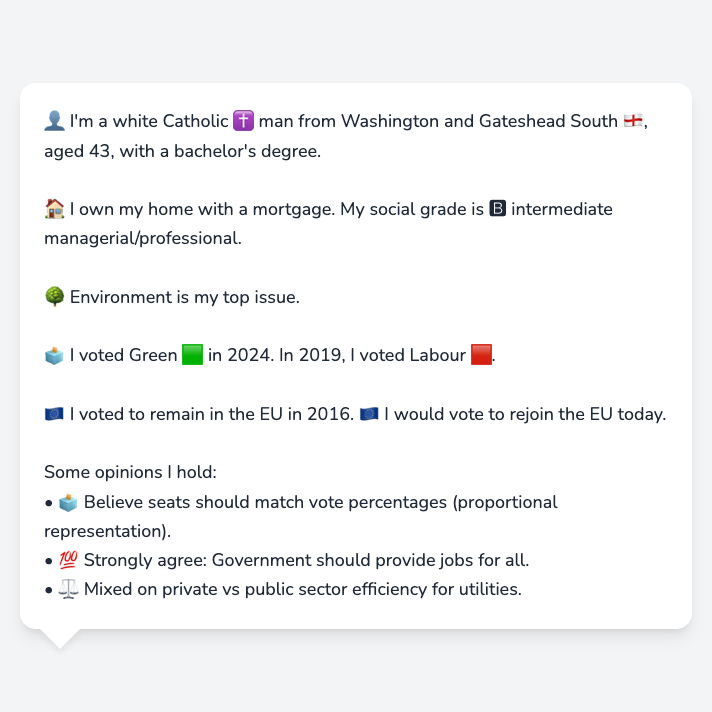 👤 I'm a white Catholic ✝️ man from Washington and Gateshead South 🏴󠁧󠁢󠁥󠁮󠁧󠁿,
aged 43, with a bachelor's degree.
🏠 I own my home with a mortgage. My social grade is 🅱 intermediate
managerial/professional.
🌳 Environment is my top issue.
🗳️ I voted Green 🟩 in 2024. In 2019, I voted Labour 🟥.
🇪🇺 I voted to remain in the EU in 2016. 🇪🇺 I would vote to rejoin the EU today.
Some opinions I hold:
• 🗳️ Believe seats should match vote percentages (proportional
representation).
• 💯 Strongly agree: Government should provide jobs for all.
• ⚖️ Mixed on private vs public sector efficiency for utilities.